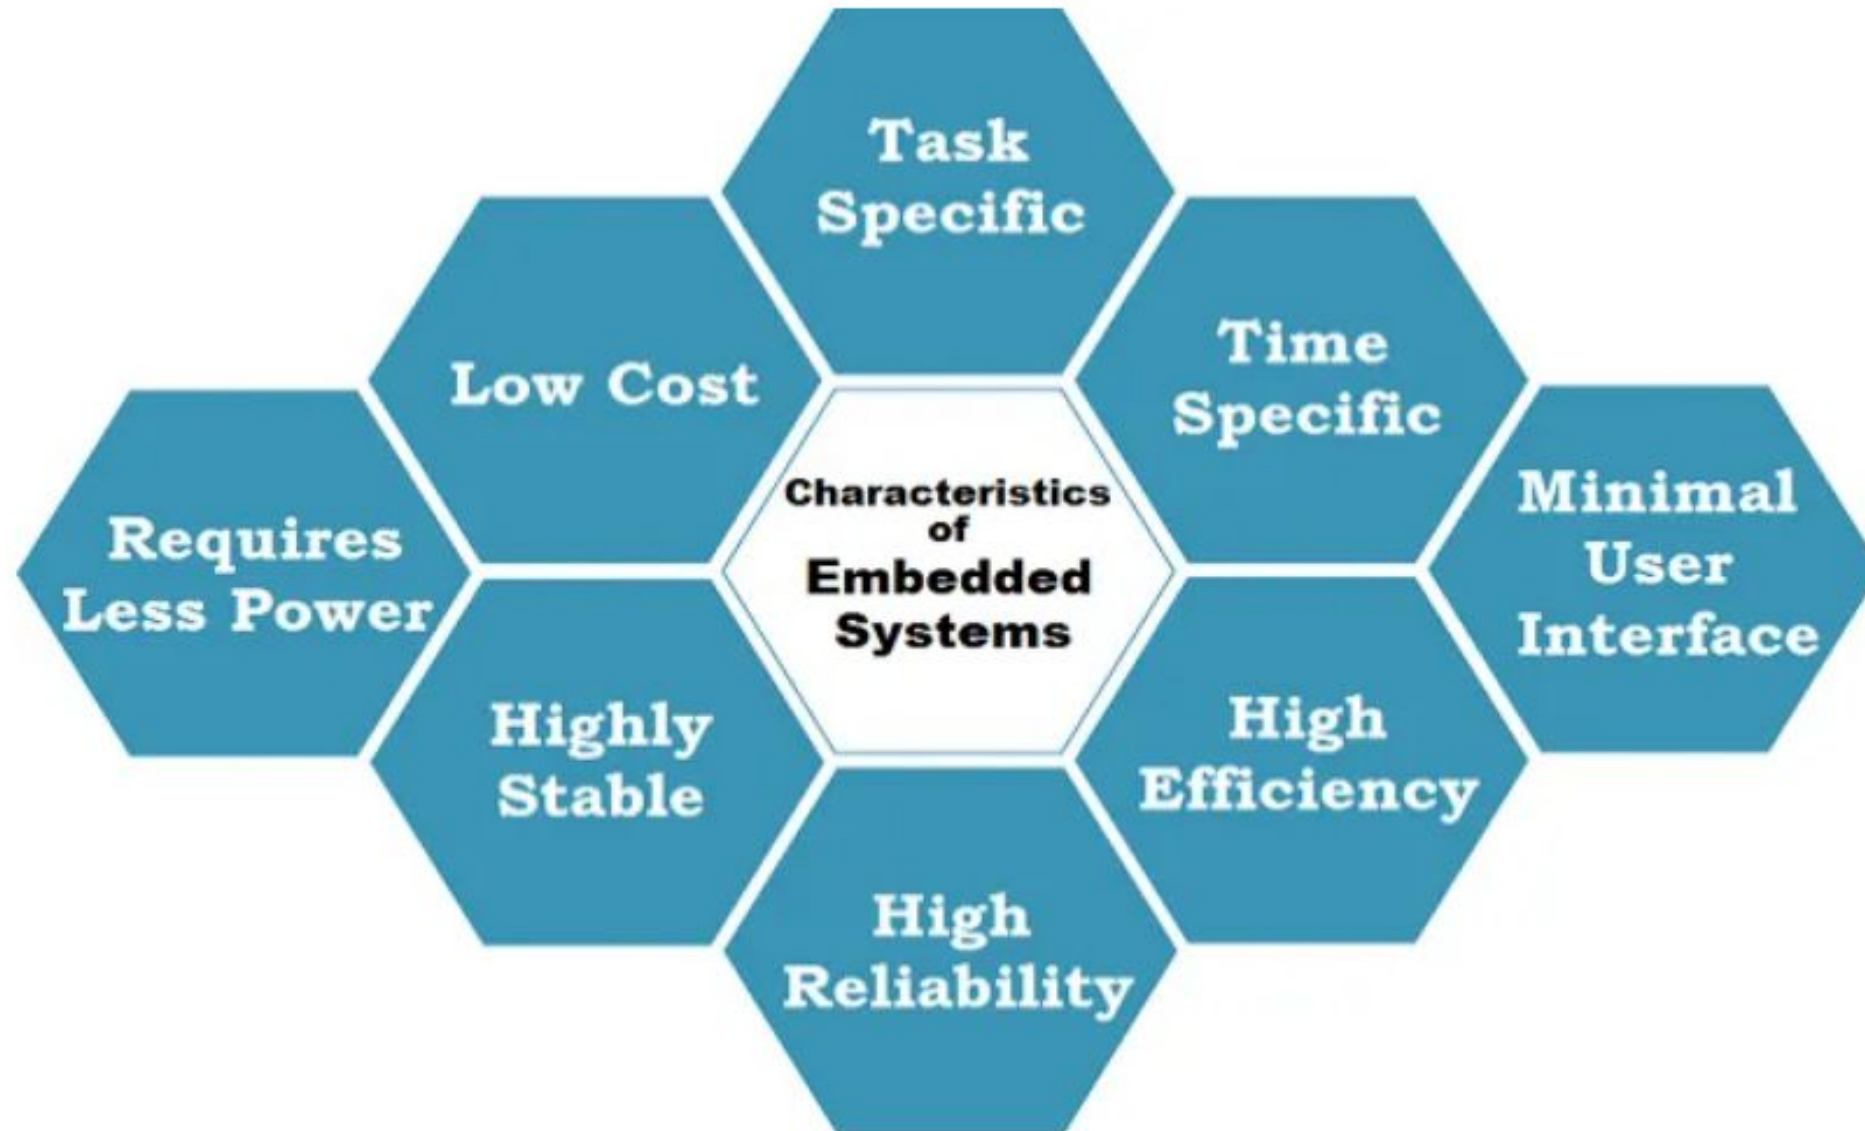 Task
Specific
Low Cost
Time
Specific
Requires
Less Power
Characteristics
of
Embedded
Systems
Minimal
User
Interface
Highly
Stable
High
Efficiency
High
Reliability